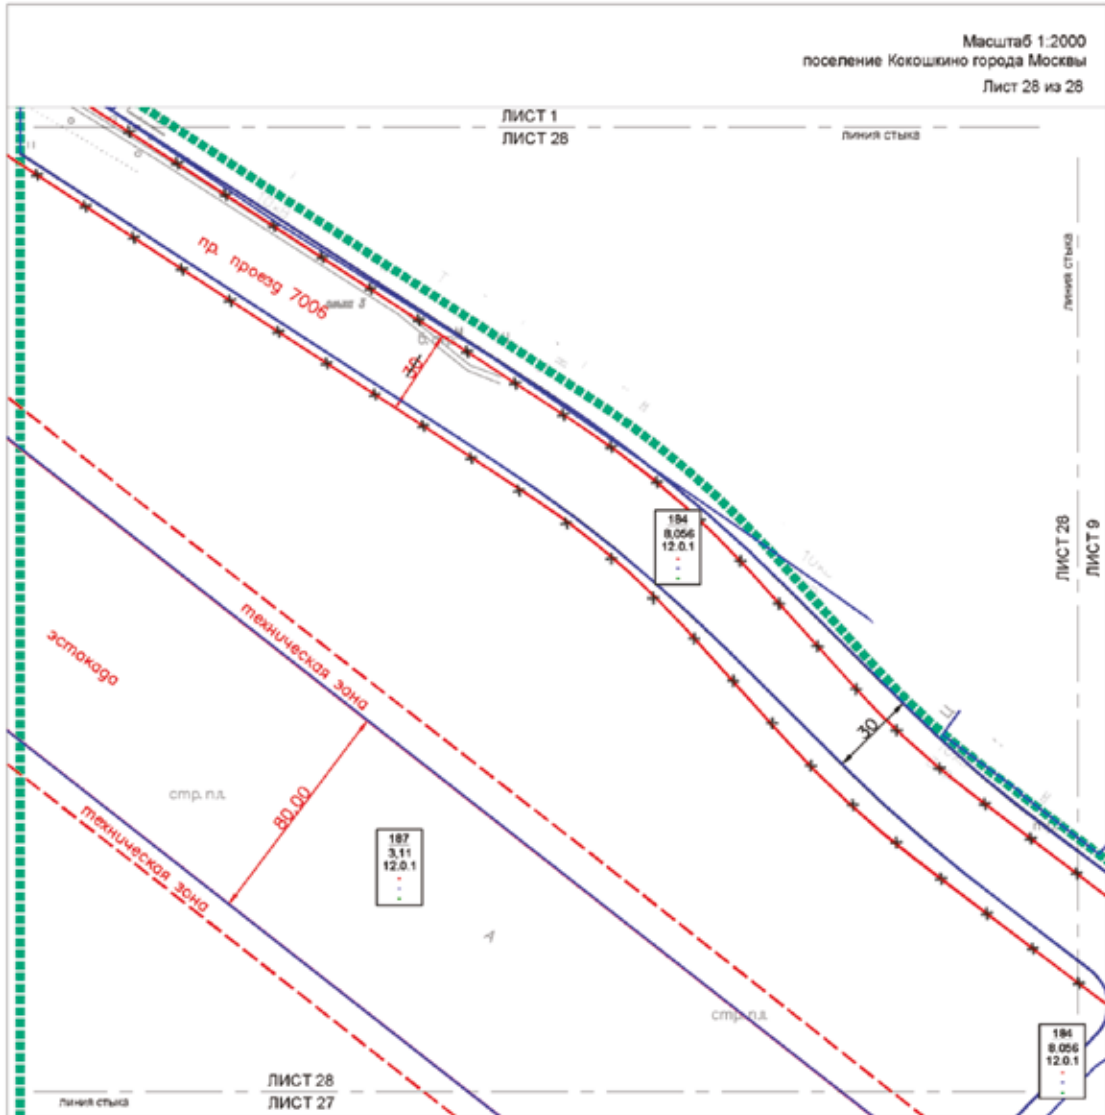 Масштаб 1:2000
поселение Кокошкино города Москвы
Лист 28 из 28
ЛИСТ 1
ЛИСТ 28
линия стыка
линия стыка
пр. проезд 7006
30
ЛИСТ 28
ЛИСТ 9
184
8,056
12.0.1
техническая зона
эстокада
30
80,00
стр. пл.
техническая зона
187
3,11
12.0.1
А
стр. пл.
184
8,056
12.0.1
ЛИСТ 28
линия стыка
ЛИСТ 27